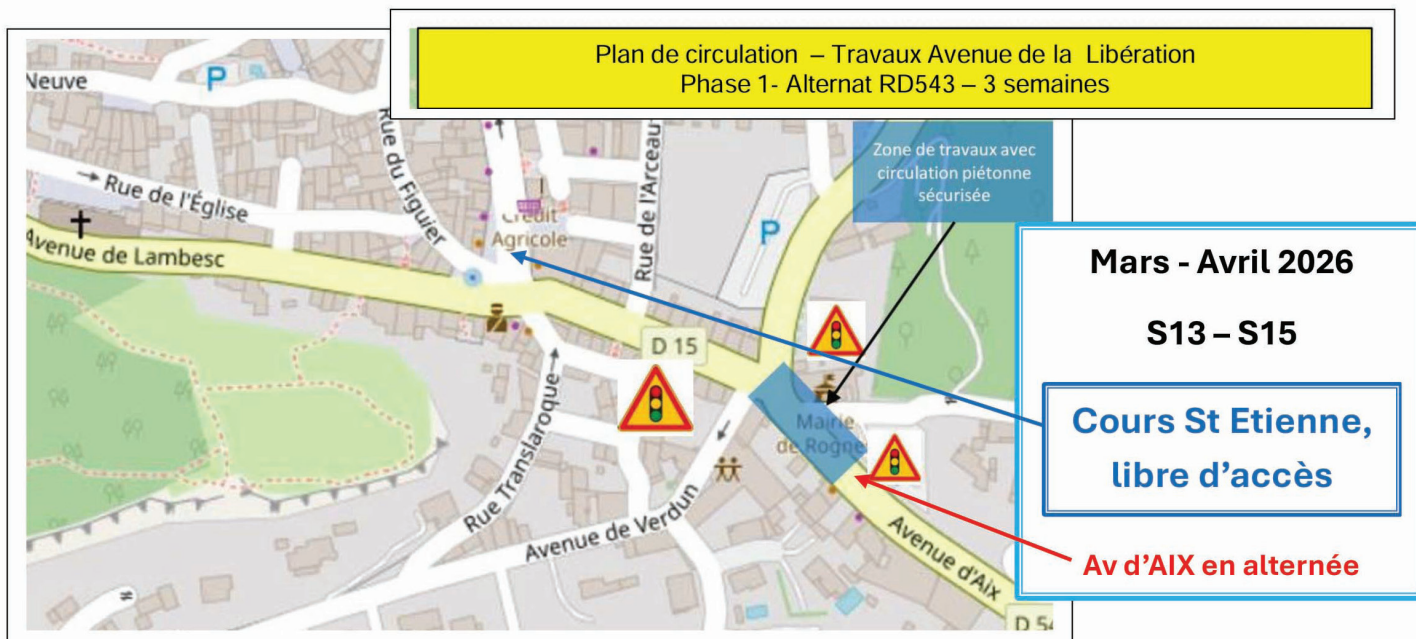 Plan de circulation – Travaux Avenue de la Libération
Phase 1- Alternat RD543 – 3 semaines
Neuve
P
Rue du Figuier
Rue de l'Arceau
Zone de travaux avec
circulation piétonne
sécurisée
Rue de l'Église
Crédit
Agricole
P
Avenue de Lambesc
Mars - Avril 2026
S13 – S15
D 15
Cours St Etienne,
libre d'accès
Mairie
de Rogne
Rue Translaroque
Avenue de Verdun
Avenue d'Aix
Av d'AIX en alternée
D 54